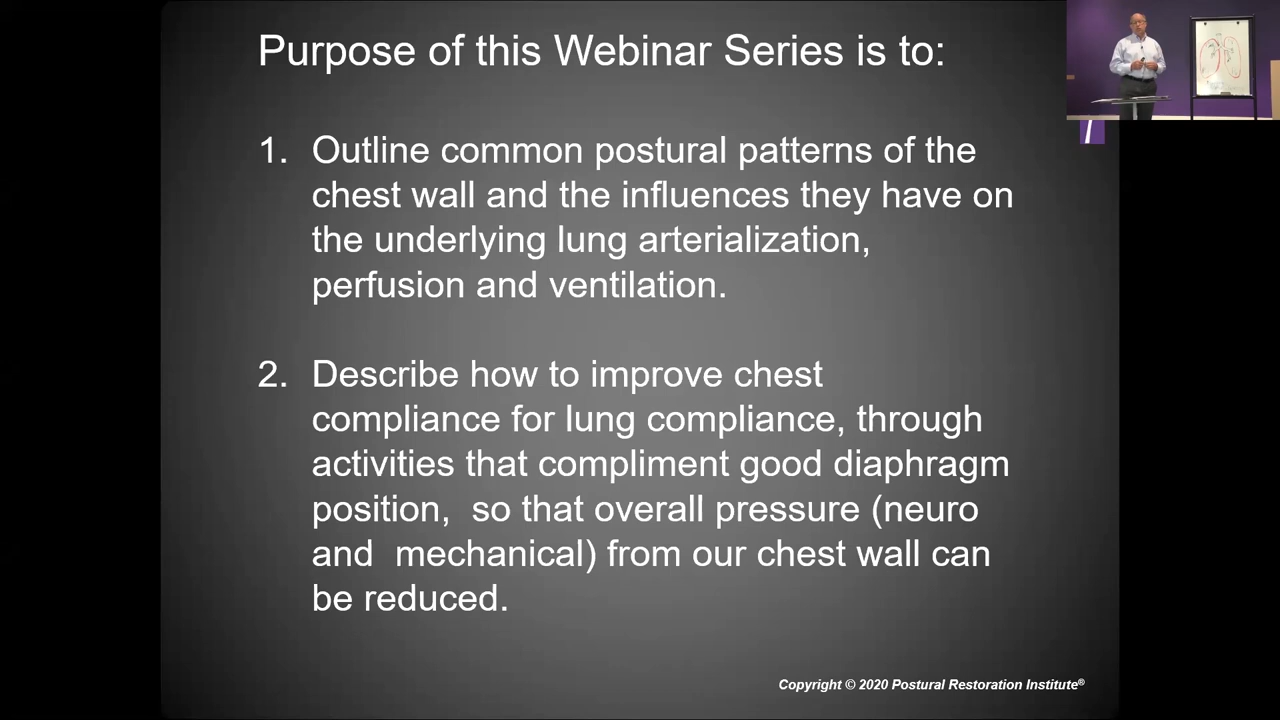 Purpose of this Webinar Series is to:
1. Outline common postural patterns of the
chest wall and the influences they have on
the underlying lung arterialization,
perfusion and ventilation.
2. Describe how to improve chest
compliance for lung compliance, through
activities that compliment good diaphragm
position,  so that overall pressure (neuro
and  mechanical) from our chest wall can
be reduced.
Copyright © 2020 Postural Restoration Institute®